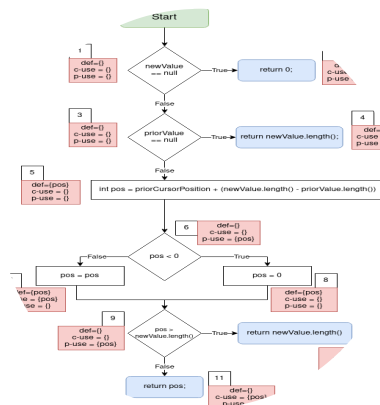 Start
1
def={}
c-use = {}
p-use = {}
newValue
== null
True
return 0;
False
3
def={}
c-use = {}
p-use = {}
priorValue
== null
True
return newValue.length();
4
False
5
def={pos}
c-use = {}
p-use = {}
int pos = priorCursorPosition + (newValue.length() - priorValue.length())
6
def={}
c-use = {}
p-use = {pos}
pos < 0
False
True
pos = pos
pos = 0
def={pos}
= {pos}
p-use = {}
8
def={pos}
c-use = {}
p-use = {}
9
def={}
c-use = {}
p-use = {}
pos >
newValue.length()
True
return newValue.length()
False
return pos;
11
def={}